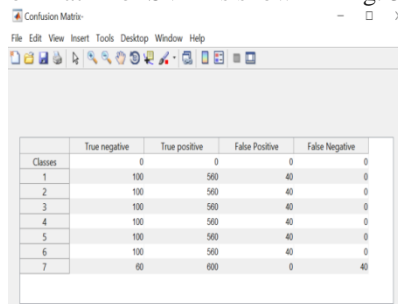 Confusion Matrix-
File Edit View Insert Tools Desktop Window Help
True negative True positive False Positive False Negative
Classes 0 0 0 0
1 100 560 40 0
2 100 560 40 0
3 100 560 40 0
4 100 560 40 0
5 100 560 40 0
6 100 560 40 0
7 60 600 0 40